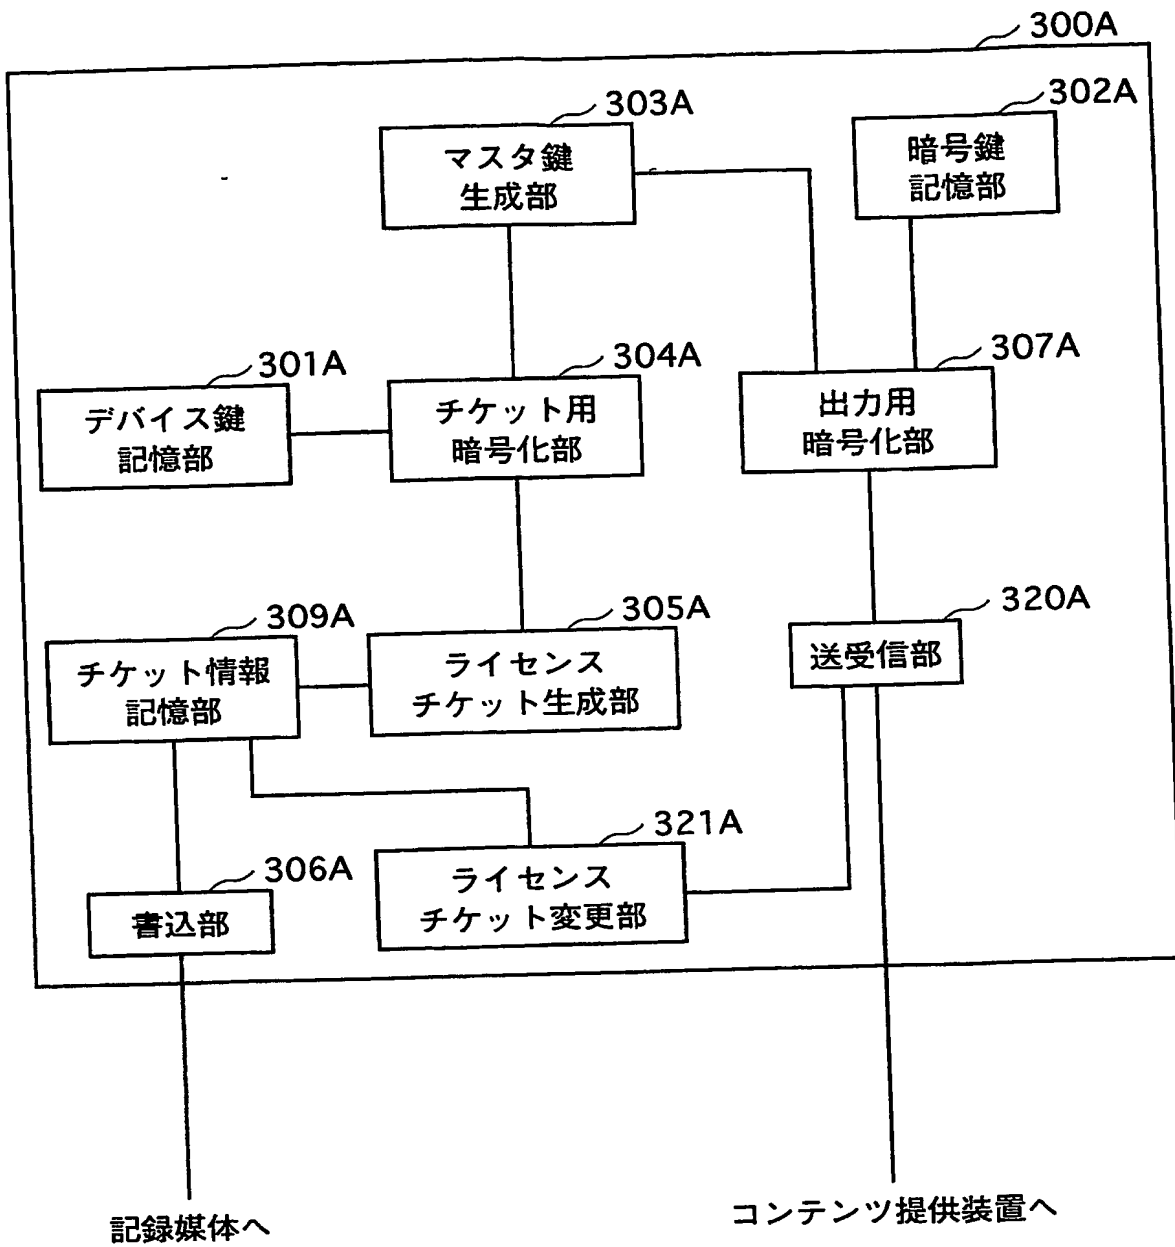 300A
303A
マスタ鍵
生成部
302A
暗号鍵
記憶部
301A
デバイス鍵
記憶部
304A
チケット用
暗号化部
307A
出力用
暗号化部
309A
チケット情報
記憶部
305A
ライセンス
チケット生成部
320A
送受信部
321A
ライセンス
チケット変更部
306A
書込部
記録媒体へ
コンテンツ提供装置へ